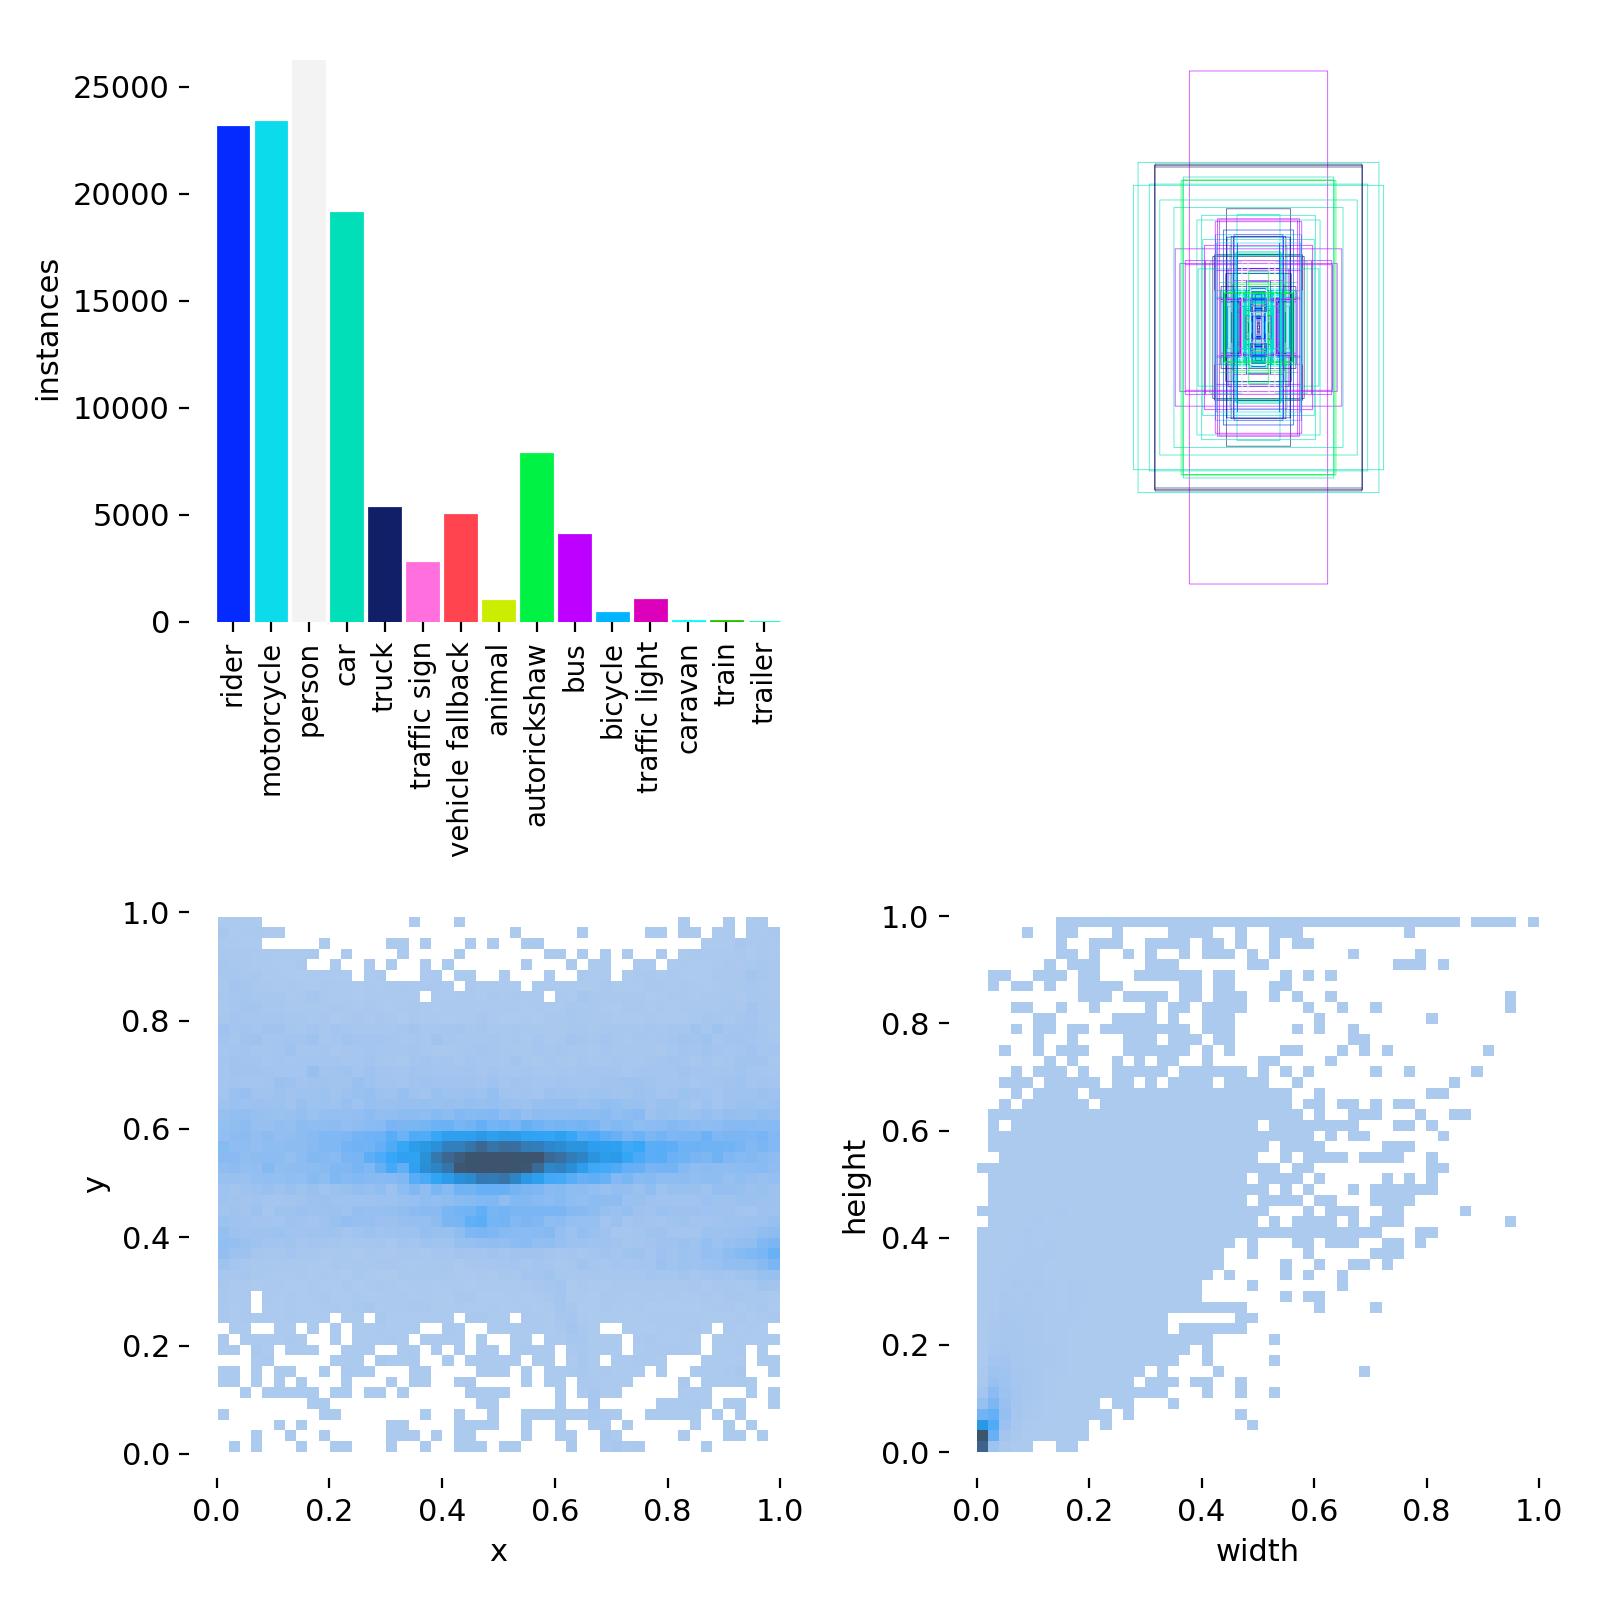 25000
20000
15000
10000
5000
0
instances
rider
motorcycle
person
car
truck
traffic sign
vehicle fallback
animal
autorickshaw
bus
bicycle
traffic light
caravan
train
trailer
1.0
0.8
0.6
0.4
0.2
0.0
y
0.0 0.2 0.4 0.6 0.8 1.0
x
1.0
0.8
0.6
0.4
0.2
0.0
height
0.0 0.2 0.4 0.6 0.8 1.0
width